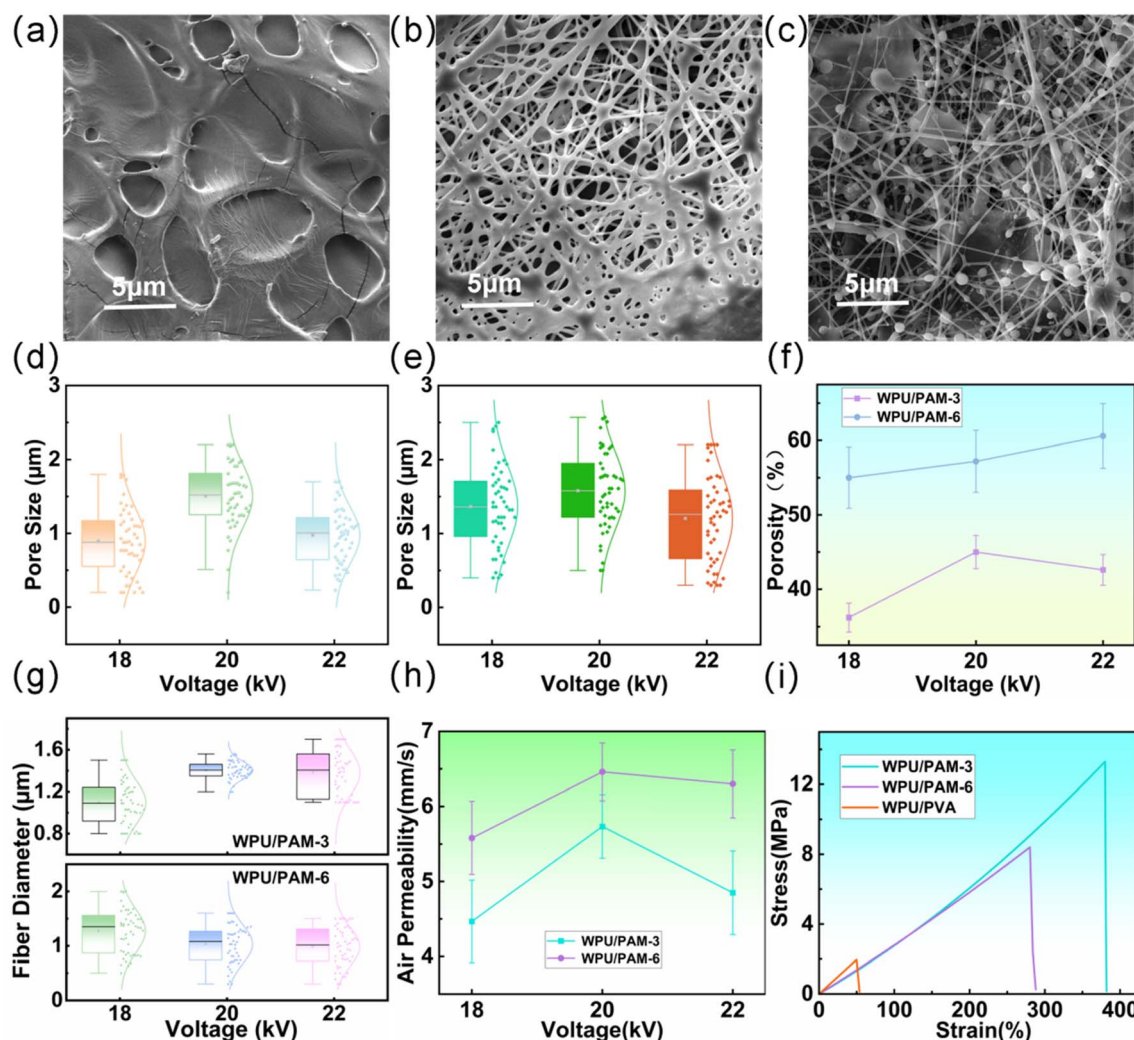 (a)
5μm
(b)
5μm
(c)
5μm
(d)
3
2
1
0
Pore Size (μm)
18
20
22
Voltage (kV)
(e)
3
2
1
0
Pore Size (μm)
18
20
22
Voltage (kV)
(f)
WPU/PAM-3
WPU/PAM-6
60
50
40
Porosity (%)
18
20
22
Voltage (kV)
(g)
1.6
1.2
0.8
WPU/PAM-3
WPU/PAM-6
2
1
0
Fiber Diameter (μm)
18
20
22
Voltage (kV)
(h)
7
6
5
4
Air Permeability(mm/s)
WPU/PAM-3
WPU/PAM-6
18
20
22
Voltage(kV)
(i)
WPU/PAM-3
WPU/PAM-6
WPU/PVA
12
8
4
0
Stress(MPa)
0
100
200
300
400
Strain(%)